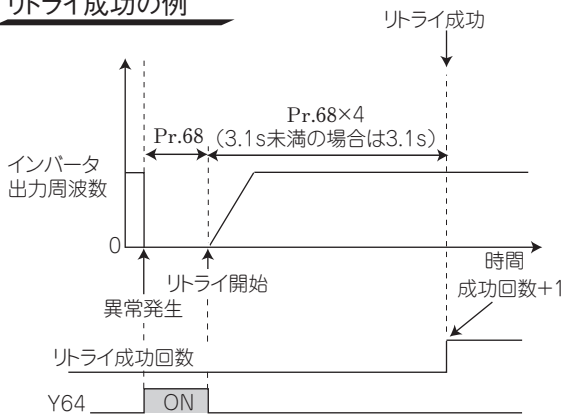 リトライ成功の例
リトライ成功
Pr.68
Pr.68×4
（3.1s未満の場合は3.1s）
インバータ
出力周波数
0
時間
リトライ開始
異常発生
成功回数+1
リトライ成功回数
Y64
ON